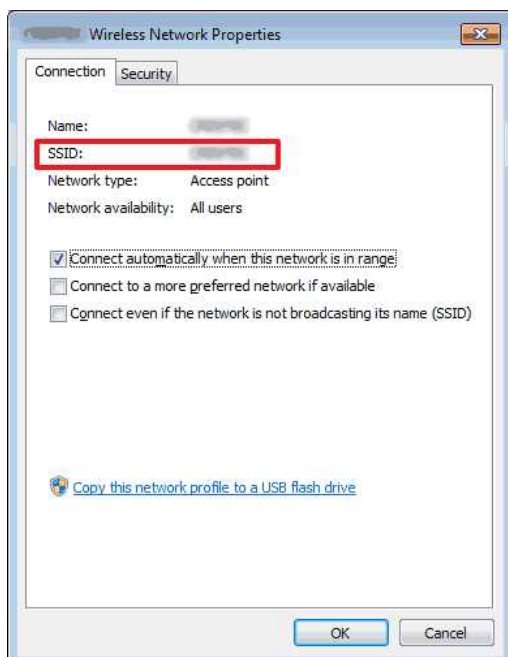 Wireless Network Properties
Connection Security
Name:
SSID:
Network type: Access point
Network availability: All users
Connect automatically when this network is in range
Connect to a more preferred network if available
Connect even if the network is not broadcasting its name (SSID)
Copy this network profile to a USB flash drive
OK Cancel